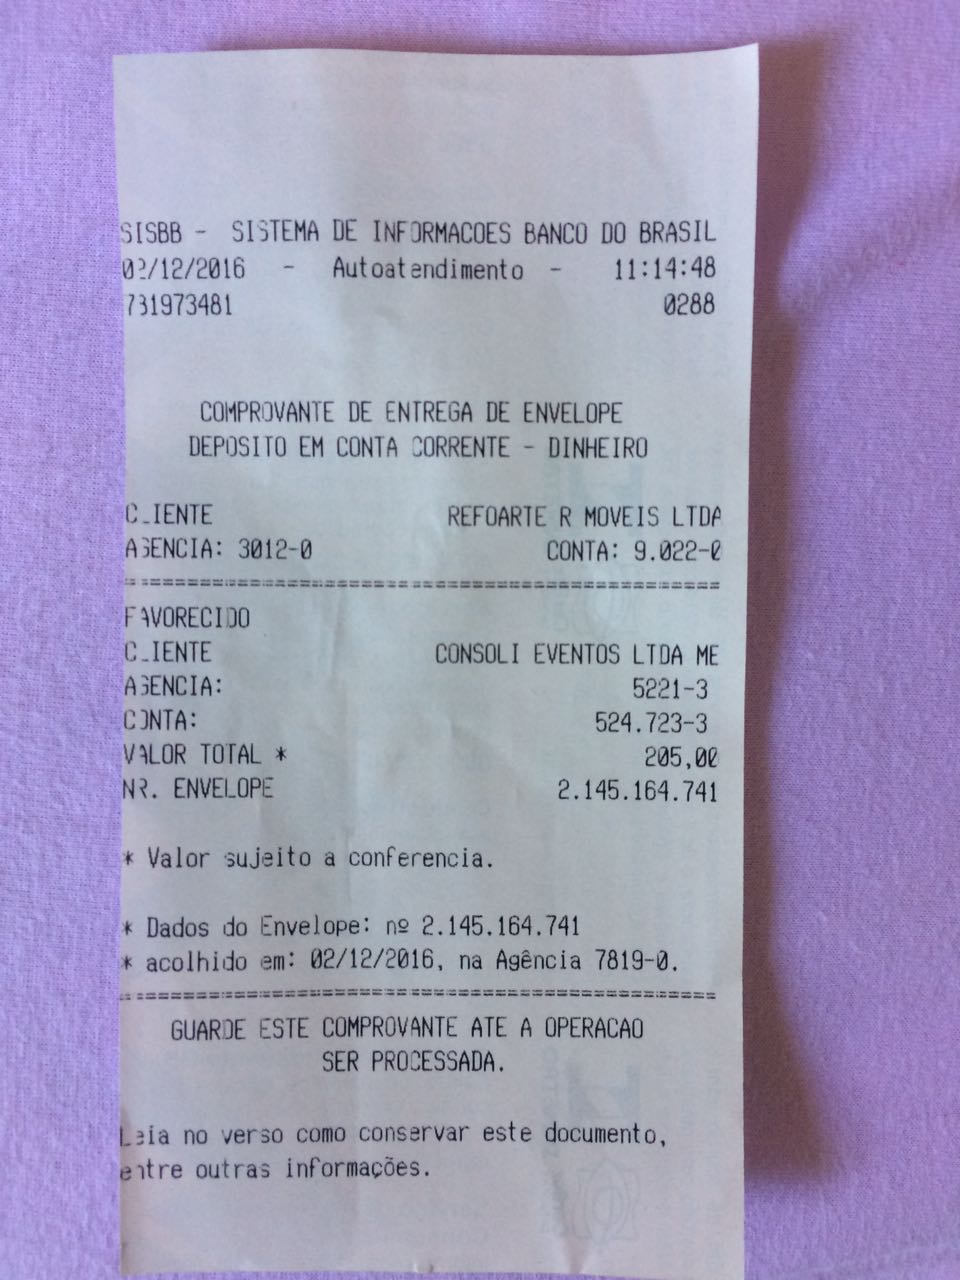 SISBB - SISTEMA DE INFORMACOES BANCO DO BRASIL
02/12/2016 - Autoatendimento - 11:14:48
731973481 0288
COMPROVANTE DE ENTREGA DE ENVELOPE
DEPOSITO EM CONTA CORRENTE - DINHEIRO
CLIENTE REFOARTE R MOVEIS LTDA
AGENCIA: 3012-0 CONTA: 9.022-0
================================================
FAVORECIDO
CLIENTE CONSOLI EVENTOS LTDA ME
AGENCIA: 5221-3
CONTA: 524.723-3
VALOR TOTAL * 205,00
NR. ENVELOPE 2.145.164.741
* Valor sujeito a conferencia.
* Dados do Envelope: nº 2.145.164.741
* acolhido em: 02/12/2016, na Agência 7819-0.
================================================
GUARDE ESTE COMPROVANTE ATE A OPERACAO
SER PROCESSADA.
Leia no verso como conservar este documento,
entre outras informações.